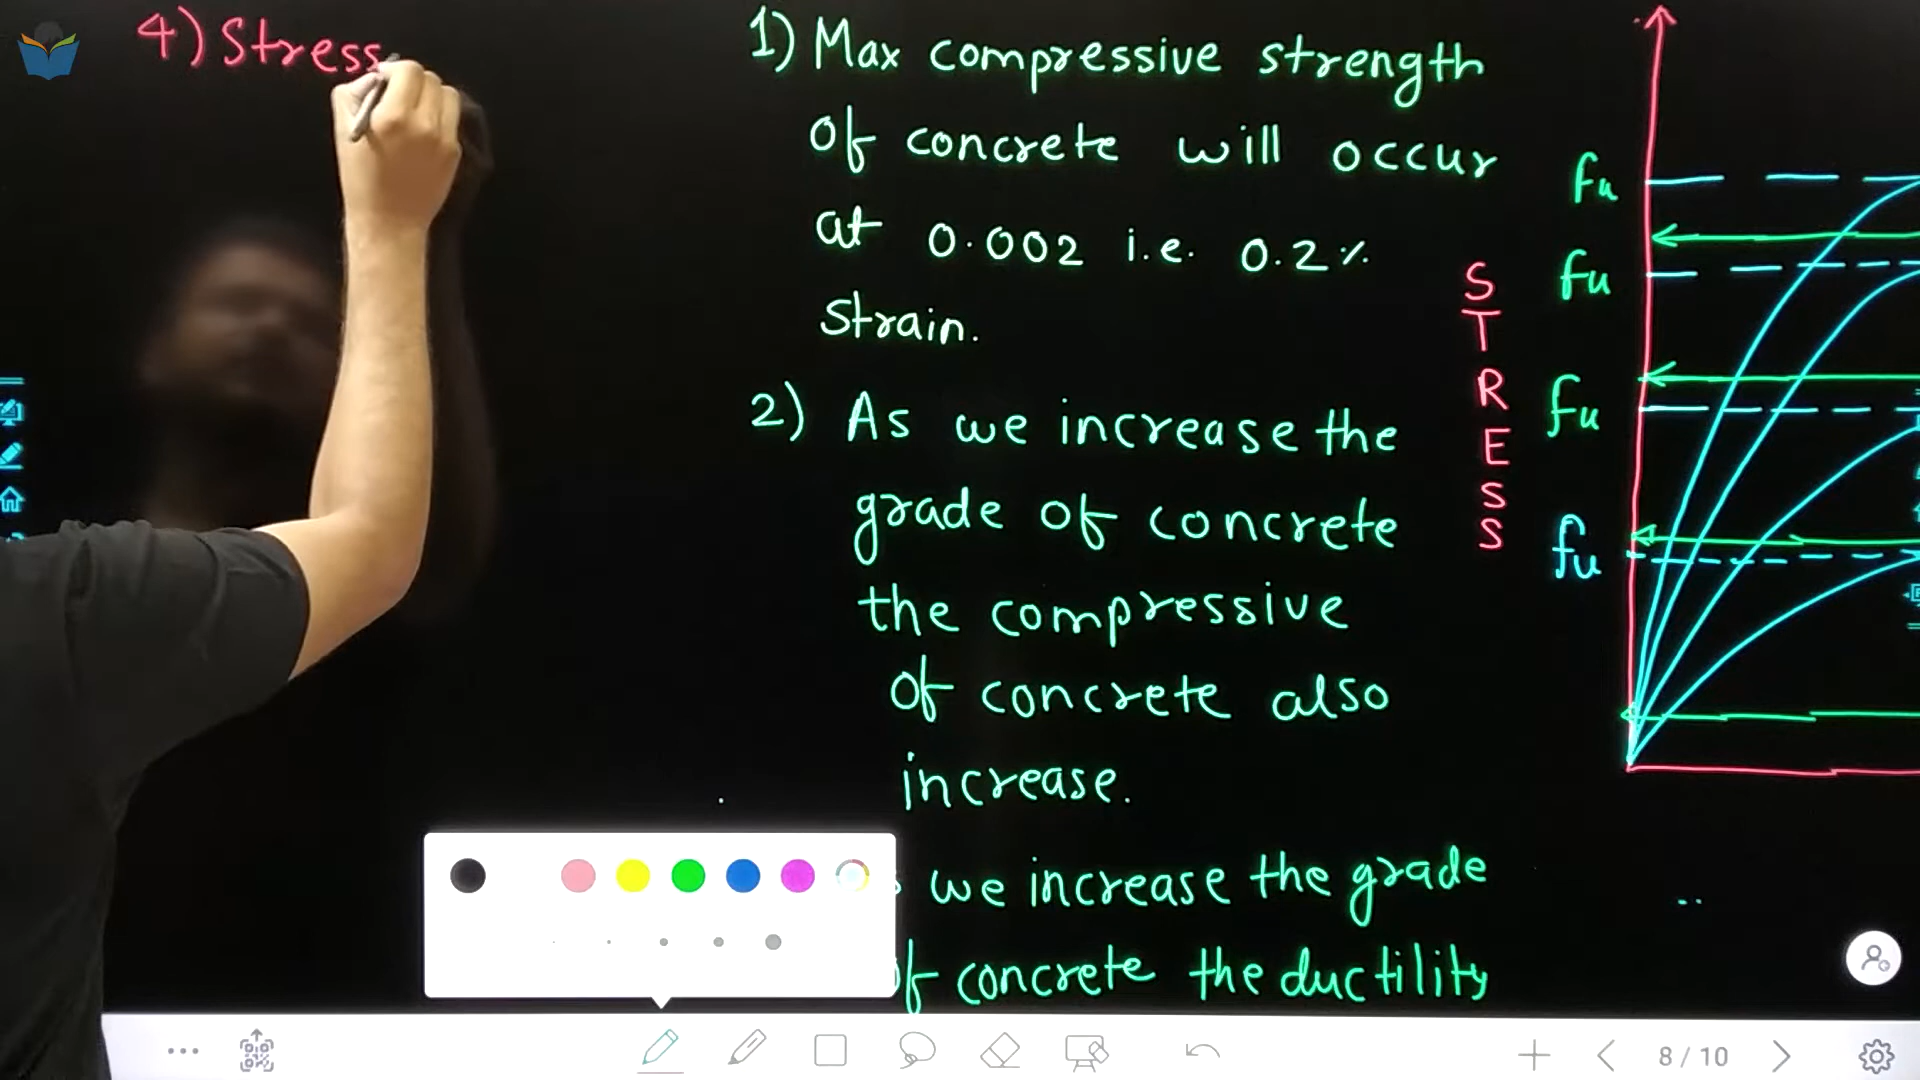 4) Stress
1) Max compressive strength
of concrete will occur
at 0.002 i.e. 0.2%
strain.
2) As we increase the
grade of concrete
the compressive
of concrete also
increase.
we increase the grade
of concrete the ductility
STRESS
fu
fu
fu
fu
8 / 10